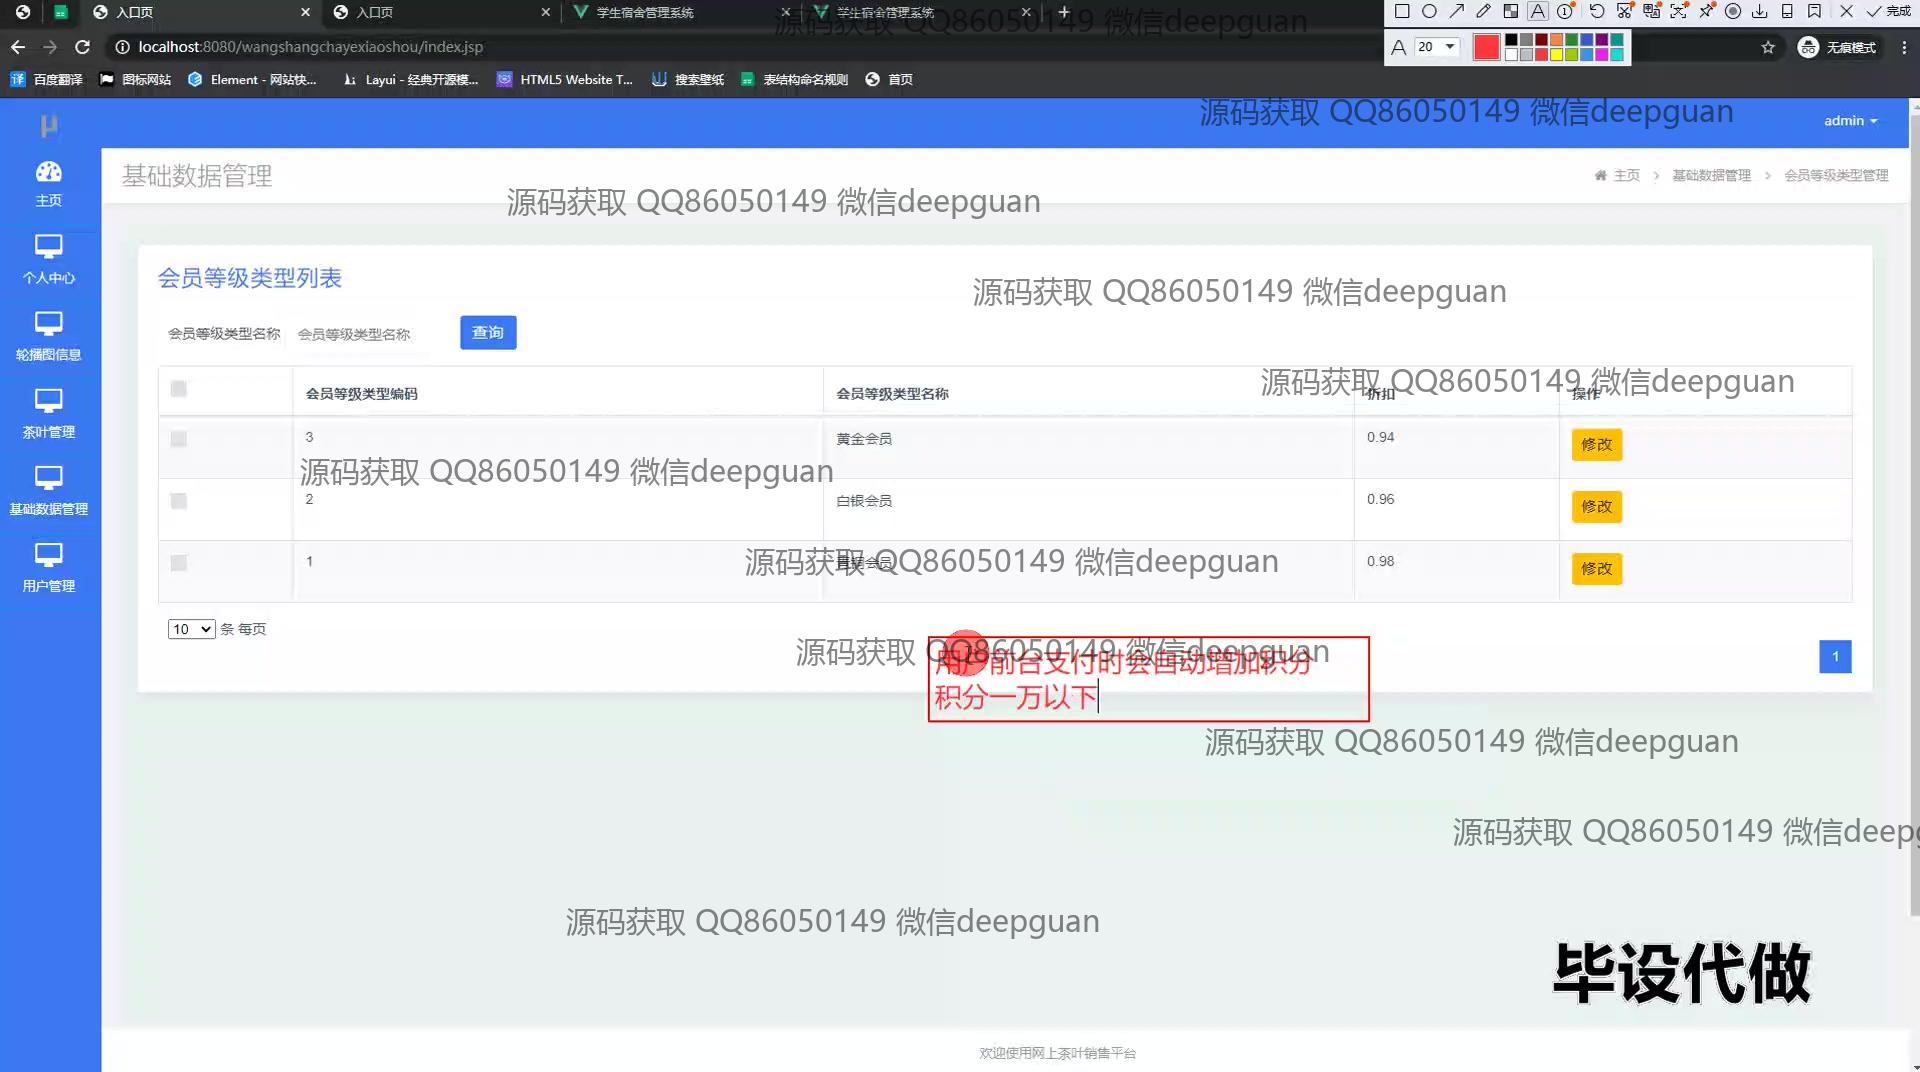 入口页
入口页
学生宿舍管理系统
学生宿舍管理系统
源码获取 QQ86050149 微信deepguan
完成
localhost:8080/wangshangchayexiaoshou/index.jsp
A 20
无痕模式
百度翻译
图标网站
Element - 网站快...
Layui - 经典开源模...
HTML5 Website T...
搜索壁纸
表结构命名规则
首页
源码获取 QQ86050149 微信deepguan
admin
主页
个人中心
轮播图信息
茶叶管理
基础数据管理
用户管理
基础数据管理
主页 > 基础数据管理 > 会员等级类型管理
源码获取 QQ86050149 微信deepguan
会员等级类型列表
源码获取 QQ86050149 微信deepguan
会员等级类型名称 会员等级类型名称 查询
源码获取 QQ86050149 微信deepguan
会员等级类型编码 会员等级类型名称 折扣 操作
3 黄金会员 0.94 修改
源码获取 QQ86050149 微信deepguan
2 白银会员 0.96 修改
源码获取 QQ86050149 微信deepguan
1 会员 0.98 修改
10 条 每页
源码获取 QQ86050149 微信deepguan
前台支付时会自动增加积分
积分一万以下
1
源码获取 QQ86050149 微信deepguan
源码获取 QQ86050149 微信deepg
源码获取 QQ86050149 微信deepguan
毕设代做
欢迎使用网上茶叶销售平台